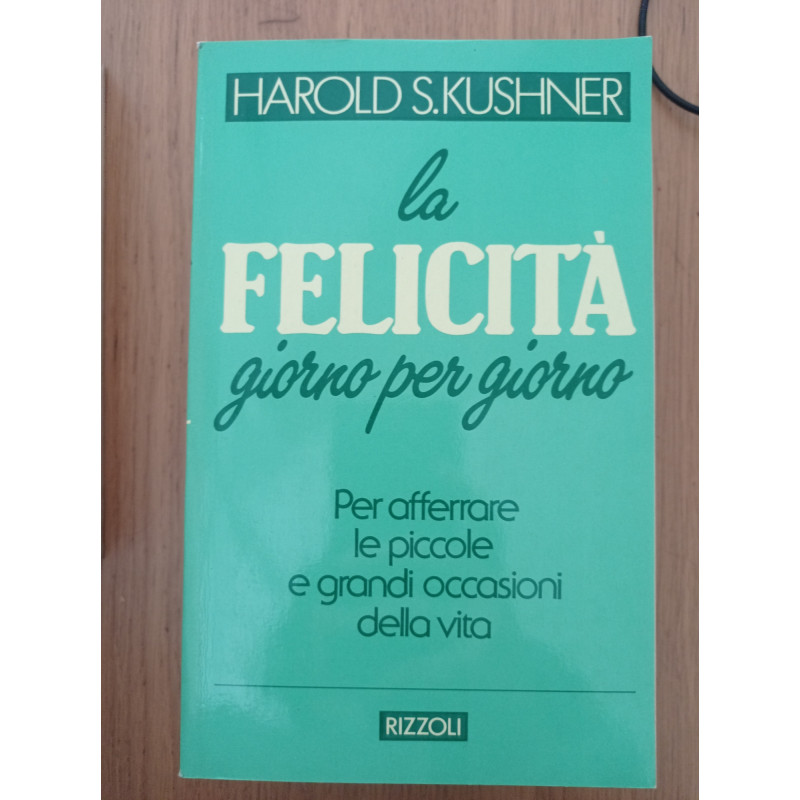 HAROLD S. KUSHNER
la
FELICITÀ
giorno per giorno
Per afferrare
le piccole
e grandi occasioni
della vita
RIZZOLI